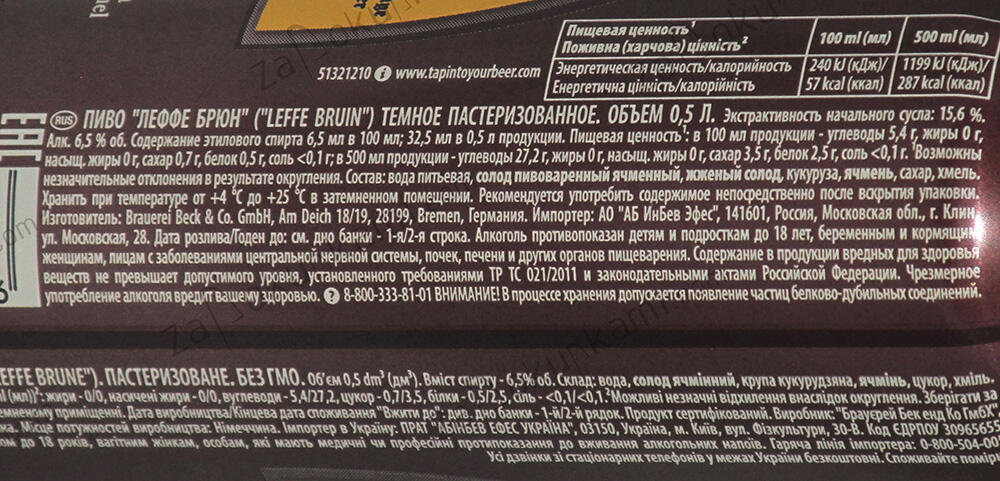 Пищевая ценность¹
Поживна (харчова) цінність²
100 ml (мл)
500 ml (мл)
Энергетическая ценность/калорийность
Енергетична цінність/калорійність
240 kJ (кДж)/
57 kcal (ккал)
1199 kJ (кДж)/
287 kcal (ккал)
51321210 i www.tapintoyourbeer.com
RUS ПИВО "ЛЕФФЕ БРЮН" ("LEFFE BRUIN") ТЕМНОЕ ПАСТЕРИЗОВАННОЕ. ОБЪЕМ 0,5 Л. Экстрактивность начального сусла: 15,6 %.
Алк. 6,5 % об. Содержание этилового спирта 6,5 мл в 100 мл; 32,5 мл в 0,5 л продукции. Пищевая ценность¹: в 100 мл продукции - углеводы 5,4 г, жиры 0 г,
насыщ. жиры 0 г, сахар 0,7 г, белок 0,5 г, соль <0,1 г; в 500 мл продукции - углеводы 27,2 г, жиры 0 г, насыщ. жиры 0 г, сахар 3,5 г, белок 2,5 г, соль <0,1 г. ¹Возможны
незначительные отклонения в результате округления. Состав: вода питьевая, солод пивоваренный ячменный, жженый солод, кукуруза, ячмень, сахар, хмель.
Хранить при температуре от +4 °С до +25 °С в затемненном помещении. Рекомендуется употребить содержимое непосредственно после вскрытия упаковки.
Изготовитель: Brauerei Beck & Co. GmbH, Am Deich 18/19, 28199, Bremen, Германия. Импортер: АО "АБ ИнБев Эфес", 141601, Россия, Московская обл., г. Клин,
ул. Московская, 28. Дата розлива/Годен до: см. дно банки - 1-я/2-я строка. Алкоголь противопоказан детям и подросткам до 18 лет, беременным и кормящим
женщинам, лицам с заболеваниями центральной нервной системы, почек, печени и других органов пищеварения. Содержание в продукции вредных для здоровья
веществ не превышает допустимого уровня, установленного требованиями ТР ТС 021/2011 и законодательными актами Российской Федерации. Чрезмерное
употребление алкоголя вредит вашему здоровью. ? 8-800-333-81-01 ВНИМАНИЕ! В процессе хранения допускается появление частиц белково-дубильных соединений.
EFFE BRUNE"). ПАСТЕРИЗОВАНЕ. БЕЗ ГМО. Об'єм 0,5 dm³ (дм³). Вміст спирту - 6,5% об. Склад: вода, солод ячмінний, крупа кукурудзяна, ячмінь, цукор, хміль.
l (мл))²: жири - 0/0, насичені жири - 0/0, вуглеводи - 5,4/27,2, цукор - 0,7/3,5, білки - 0,5/2,5, сіль - <0,1/<0,1. ²Можливі незначні відхилення внаслідок округлення. Зберігати за
емненому приміщенні. Дата виробництва/Кінцева дата споживання "Вжити до": див. дно банки - 1-й/2-й рядок. Продукт сертифікований. Виробник: "Брауєрей Бек енд Ко ГмбХ"
на. Місце потужностей виробництва: Німеччина. Імпортер в Україну: ПРАТ "АБІНБЕВ ЕФЕС УКРАЇНА", 03150, Україна, м. Київ, вул. Фізкультури, 30-В. Код ЄДРПОУ 30965655
ом до 18 років, вагітним жінкам, особам, які мають медичні чи професійні протипоказання до вживання алкогольних напоїв. Гаряча лінія імпортера: 0-800-504-00
Усі дзвінки зі стаціонарних телефонів у межах України безкоштовні. Споживайте помір